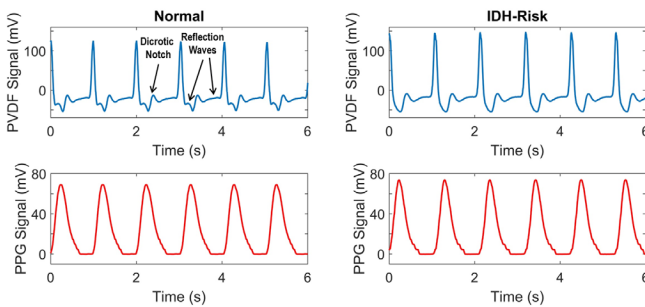 Normal
PVDF Signal (mV)
100
0
Dicrotic
Notch
Reflection
Waves
0 2 4 6
Time (s)
IDH-Risk
PVDF Signal (mV)
100
0
0 2 4 6
Time (s)
PPG Signal (mV)
80
40
0
0 2 4 6
Time (s)
PPG Signal (mV)
80
40
0
0 2 4 6
Time (s)